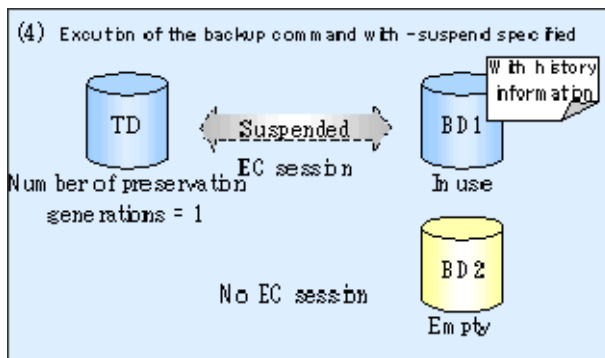 (4) Excution of the backup command with -suspend specified
With history
information
TD
Suspended
BD1
EC session
Number of preservation
generations = 1
In use
BD2
No EC session
Empty